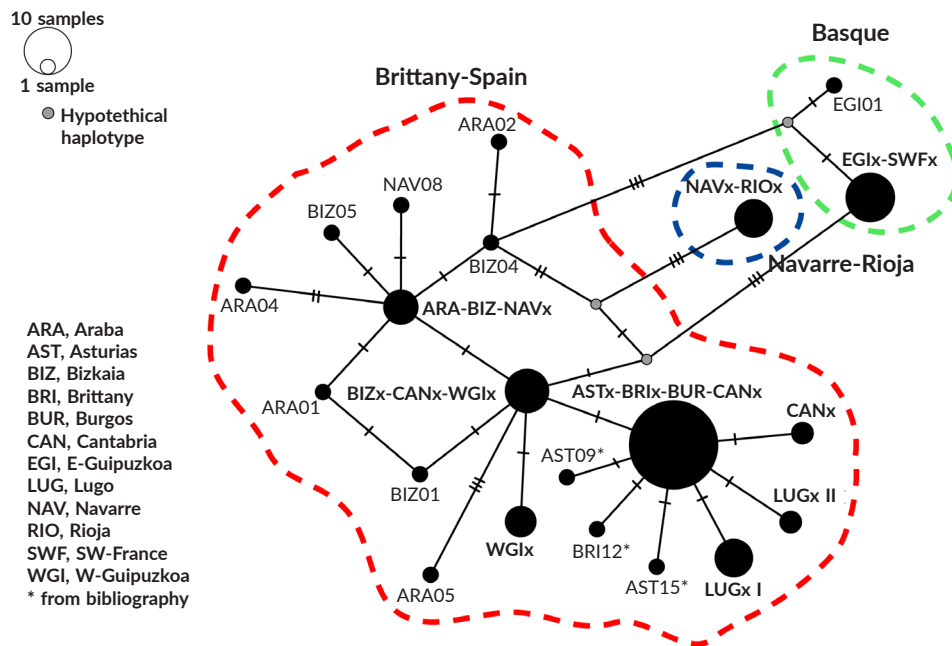 10 samples
1 sample
Hypotethical
haplotype
Brittany-Spain
Basque
ARA02
EGI01
NAV08
EGIx-SWFx
NAVx-RIOx
BIZ05
BIZ04
Navarre-Rioja
ARA04
ARA-BIZ-NAVx
ARA01
BIZx-CANx-WGIx
ASTx-BRIx-BUR-CANx
CANx
AST09*
BIZ01
LUGx II
WGIx
BRI12*
ARA05
AST15*
LUGx I
ARA, Araba
AST, Asturias
BIZ, Bizkaia
BRI, Brittany
BUR, Burgos
CAN, Cantabria
EGI, E-Guipuzkoa
LUG, Lugo
NAV, Navarre
RIO, Rioja
SWF, SW-France
WGI, W-Guipuzkoa
* from bibliography